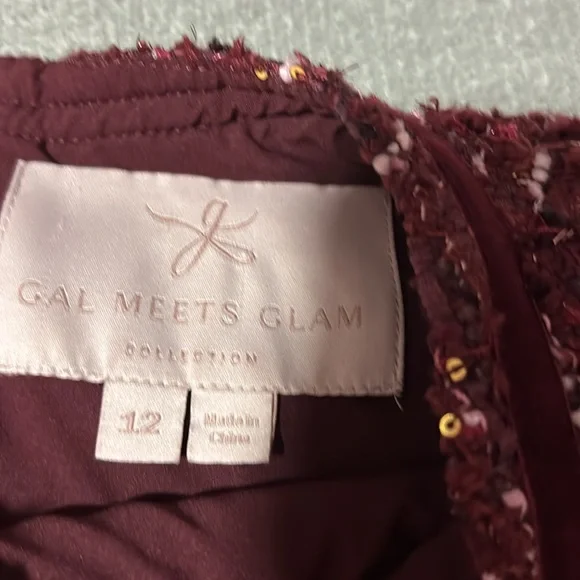 GAL MEETS GLAM
COLLECTION
12
Made in
China